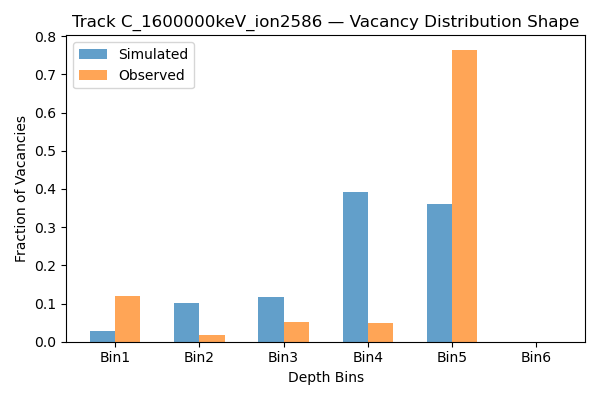 Track C_1600000keV_ion2586 — Vacancy Distribution Shape
Simulated
Observed
Fraction of Vacancies
0.8
0.7
0.6
0.5
0.4
0.3
0.2
0.1
0.0
Bin1 Bin2 Bin3 Bin4 Bin5 Bin6
Depth Bins